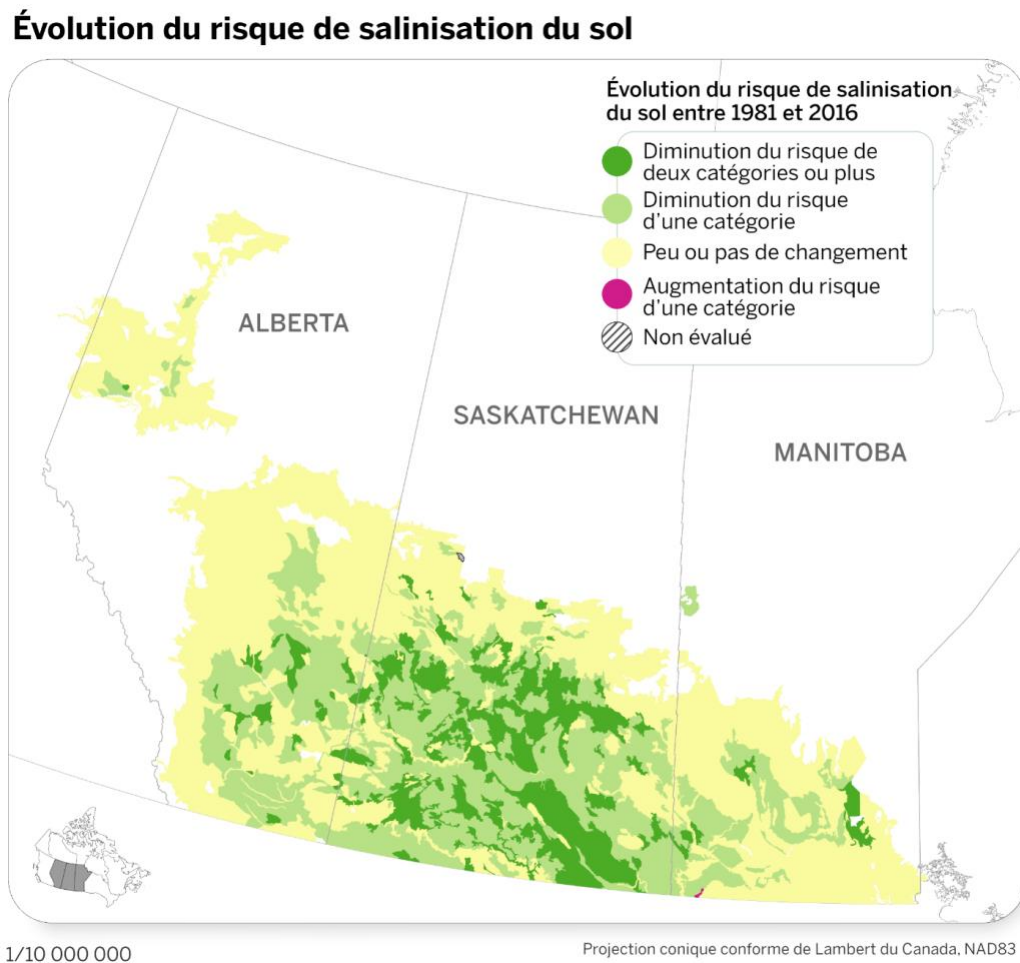 Évolution du risque de salinisation du sol
Évolution du risque de salinisation
du sol entre 1981 et 2016
Diminution du risque de
deux catégories ou plus
Diminution du risque
d'une catégorie
Peu ou pas de changement
Augmentation du risque
d'une catégorie
Non évalué
ALBERTA
SASKATCHEWAN
MANITOBA
1/10 000 000
Projection conique conforme de Lambert du Canada, NAD83